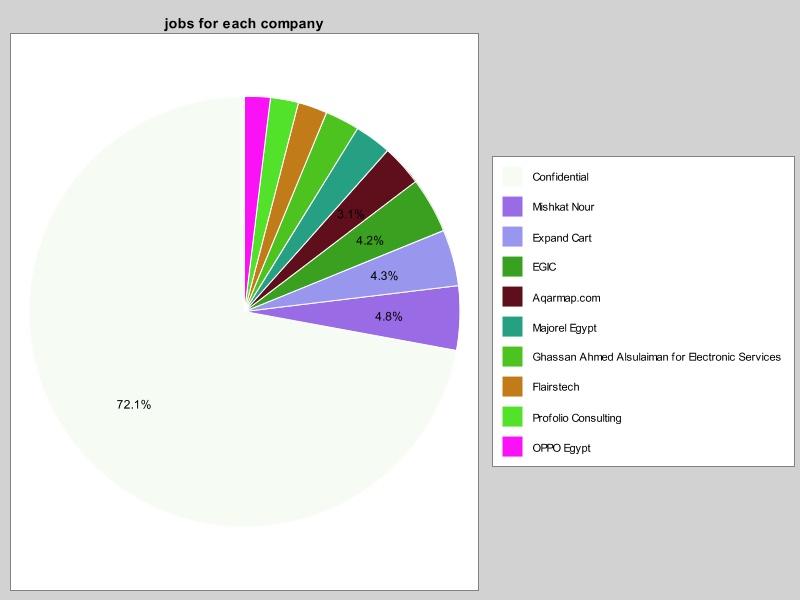 jobs for each company
3.1%
4.2%
4.3%
4.8%
72.1%
Confidential
Mishkat Nour
Expand Cart
EGIC
Aqarmap.com
Majorel Egypt
Ghassan Ahmed Alsulaiman for Electronic Services
Flairstech
Profolio Consulting
OPPO Egypt